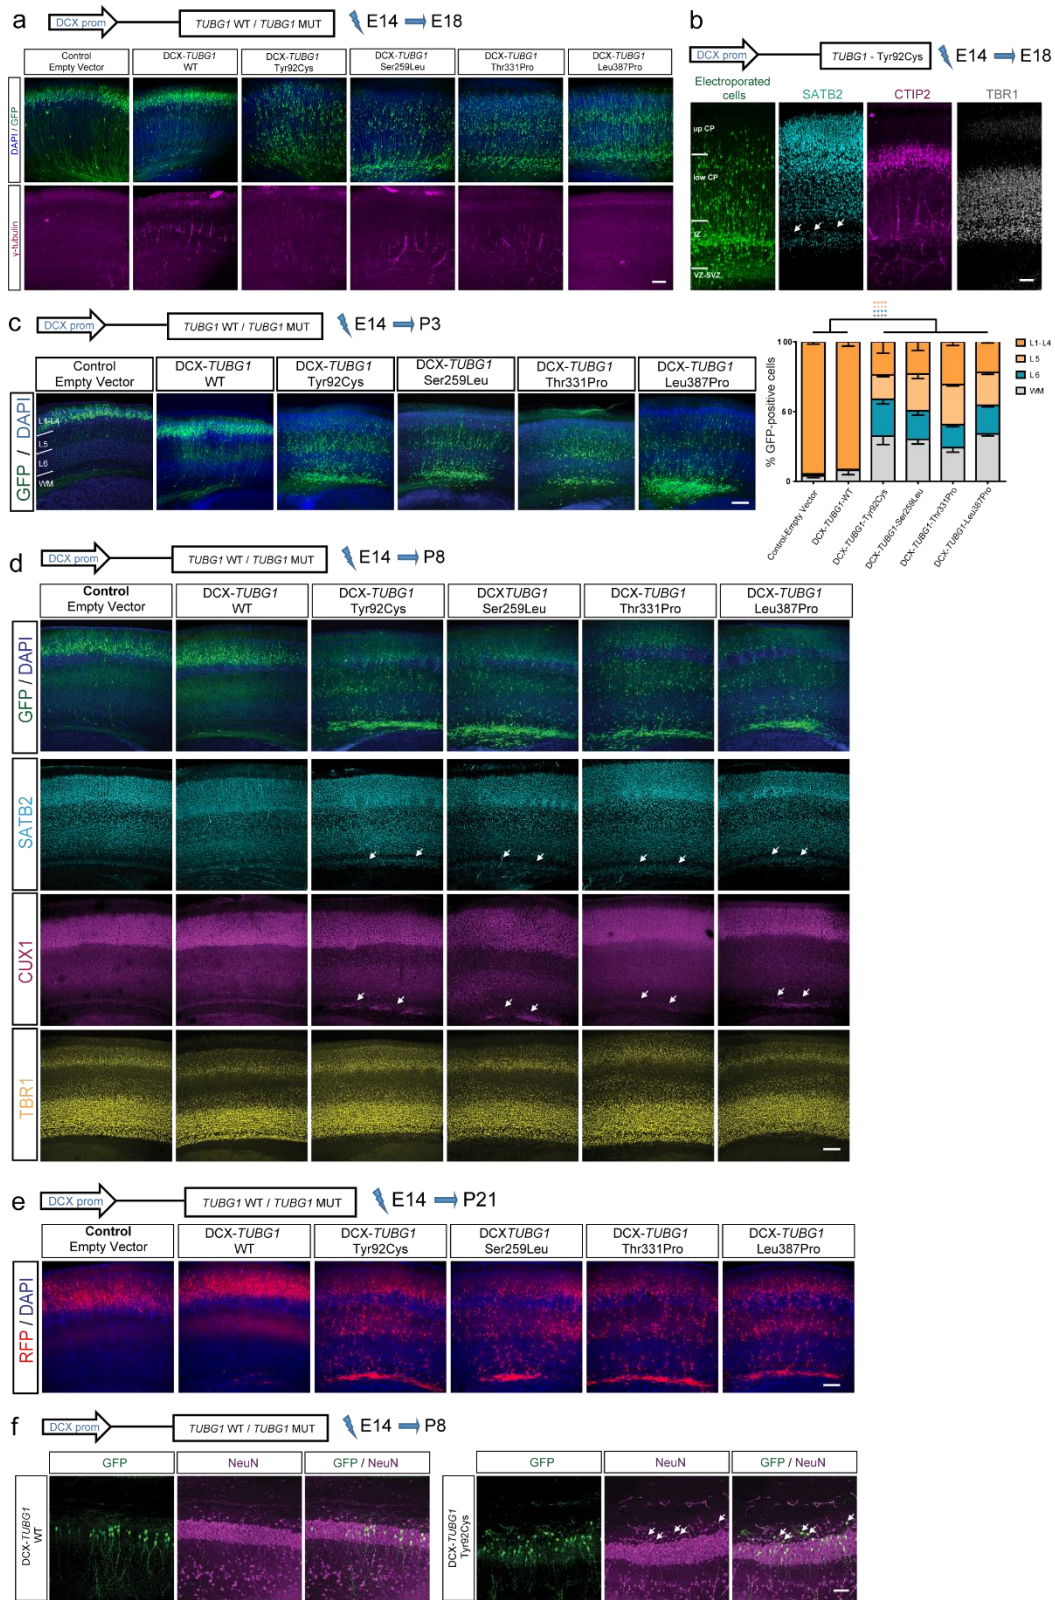 a
DCX prom
TUBG1 WT / TUBG1 MUT
E14
E18
Control
Empty Vector
DCX-TUBG1
WT
DCX-TUBG1
Tyr92Cys
DCX-TUBG1
Ser259Leu
DCX-TUBG1
Thr331Pro
DCX-TUBG1
Leu387Pro
DAPI / GFP
γ-tubulin
b
DCX prom
TUBG1 - Tyr92Cys
E14
E18
Electroporated
cells
SATB2
CTIP2
TBR1
up CP
low CP
IZ
VZ-SVZ
c
DCX prom
TUBG1 WT / TUBG1 MUT
E14
P3
Control
Empty Vector
DCX-TUBG1
WT
DCX-TUBG1
Tyr92Cys
DCX-TUBG1
Ser259Leu
DCX-TUBG1
Thr331Pro
DCX-TUBG1
Leu387Pro
GFP / DAPI
L1-L4
L5
L6
WM
% GFP-positive cells
100
50
0
L1-L4
L5
L6
WM
Control-Empty Vector
DCX-TUBG1-WT
DCX-TUBG1-Tyr92Cys
DCX-TUBG1-Ser259Leu
DCX-TUBG1-Thr331Pro
DCX-TUBG1-Leu387Pro
d
DCX prom
TUBG1 WT / TUBG1 MUT
E14
P8
Control
Empty Vector
DCX-TUBG1
WT
DCX-TUBG1
Tyr92Cys
DCX-TUBG1
Ser259Leu
DCX-TUBG1
Thr331Pro
DCX-TUBG1
Leu387Pro
GFP / DAPI
SATB2
CUX1
TBR1
e
DCX prom
TUBG1 WT / TUBG1 MUT
E14
P21
Control
Empty Vector
DCX-TUBG1
WT
DCX-TUBG1
Tyr92Cys
DCXTUBG1
Ser259Leu
DCX-TUBG1
Thr331Pro
DCX-TUBG1
Leu387Pro
RFP / DAPI
f
DCX prom
TUBG1 WT / TUBG1 MUT
E14
P8
GFP
NeuN
GFP / NeuN
DCX-TUBG1
WT
GFP
NeuN
GFP / NeuN
DCX-TUBG1
Tyr92Cys